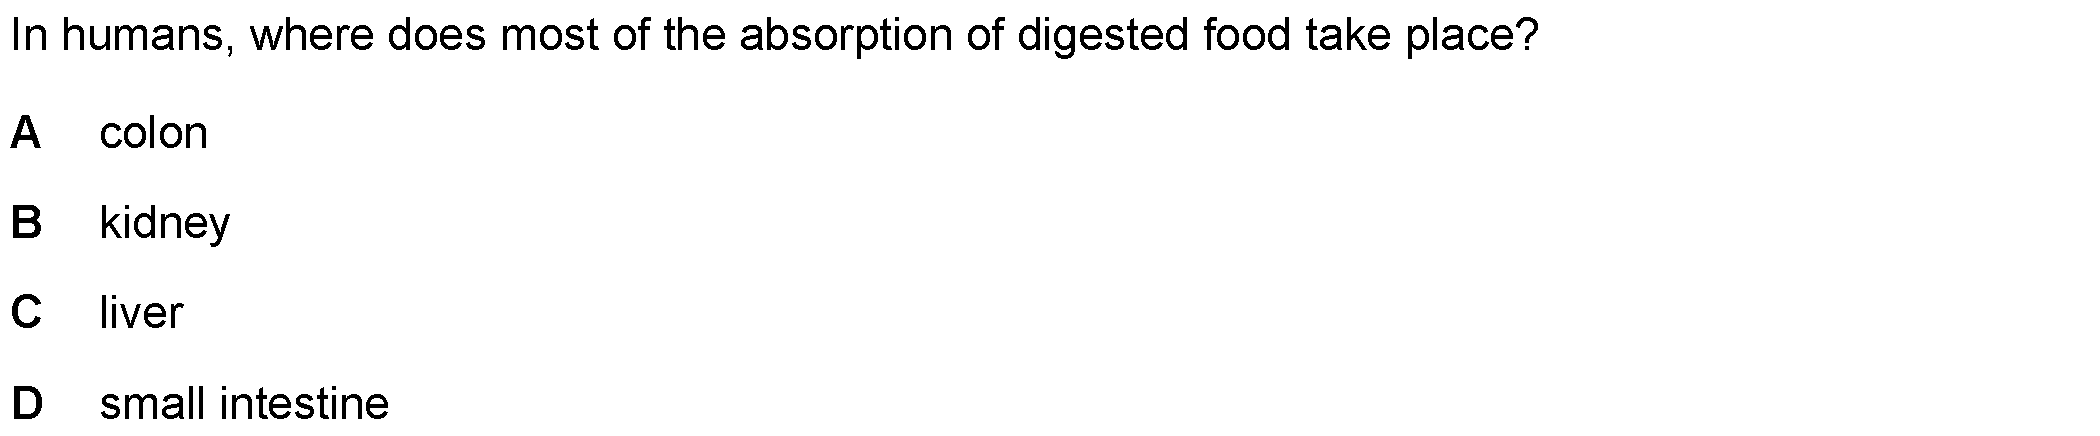 In humans, where does most of the absorption of digested food take place?
A colon
B kidney
C liver
D small intestine